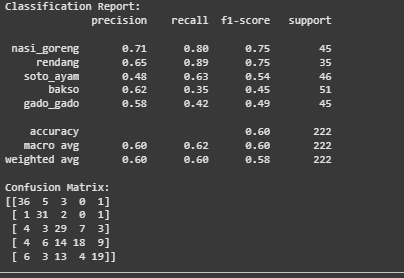 Classification Report:
precision recall f1-score support
nasi_goreng 0.71 0.80 0.75 45
rendang 0.65 0.89 0.75 35
soto_ayam 0.48 0.63 0.54 46
bakso 0.62 0.35 0.45 51
gado_gado 0.58 0.42 0.49 45
accuracy 0.60 222
macro avg 0.60 0.62 0.60 222
weighted avg 0.60 0.60 0.58 222
Confusion Matrix:
[[36 5 3 0 1]
[ 1 31 2 0 1]
[ 4 3 29 7 3]
[ 4 6 14 18 9]
[ 6 3 13 4 19]]